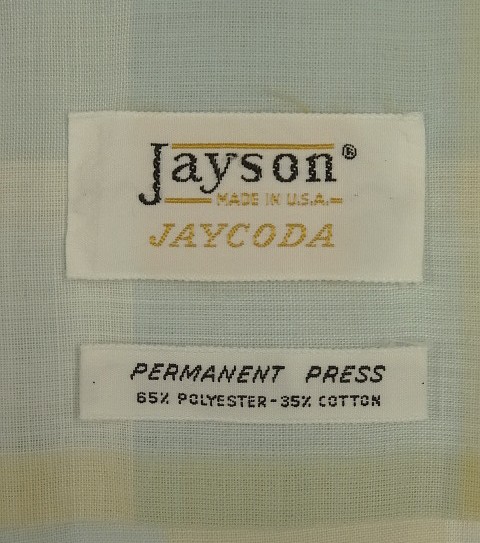 Jayson®
MADE IN U.S.A.
JAYCODA
PERMANENT PRESS
65% POLYESTER-35% COTTON